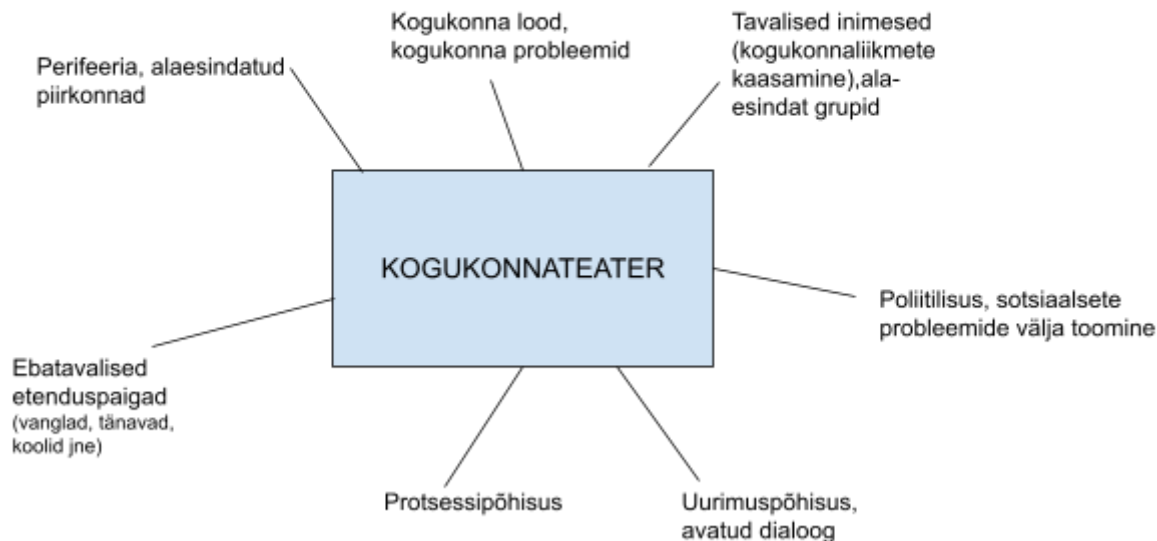 Kogukonna lood,
kogukonna probleemid
Tavalised inimesed
(kogukonnaliikmete
kaasamine),ala-
esindat grupid
Perifeeria, alaesindatud
piirkonnad
KOGUKONNATEATER
Poliitilisus, sotsiaalsete
probleemide välja toomine
Ebatavalised
etenduspaigad
(vanglad, tänavad,
koolid jne)
Protsessipõhisus
Uurimuspõhisus,
avatud dialoog